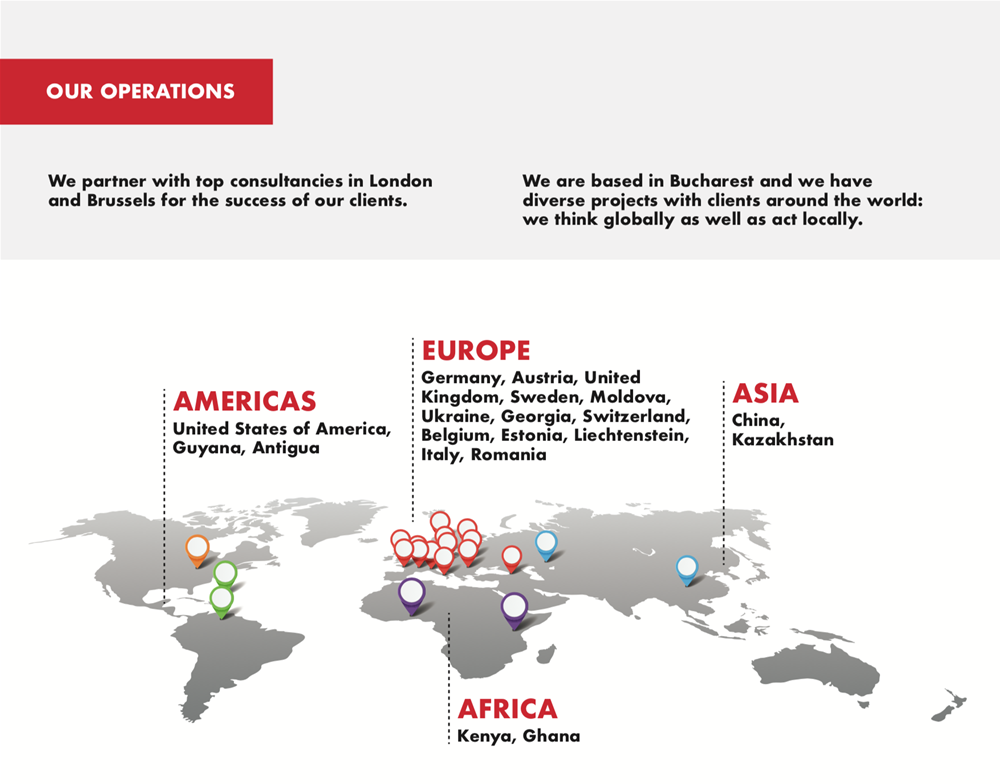 OUR OPERATIONS
We partner with top consultancies in London
and Brussels for the success of our clients.
We are based in Bucharest and we have
diverse projects with clients around the world:
we think globally as well as act locally.
AMERICAS
United States of America,
Guyana, Antigua
EUROPE
Germany, Austria, United
Kingdom, Sweden, Moldova,
Ukraine, Georgia, Switzerland,
Belgium, Estonia, Liechtenstein,
Italy, Romania
ASIA
China,
Kazakhstan
AFRICA
Kenya, Ghana